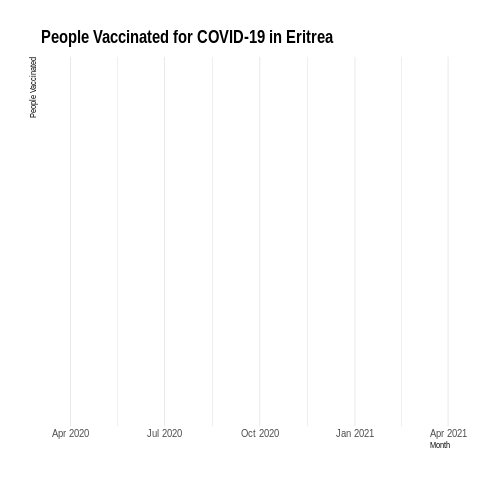 People Vaccinated for COVID-19 in Eritrea
People Vaccinated
Apr 2020
Jul 2020
Oct 2020
Jan 2021
Apr 2021
Month